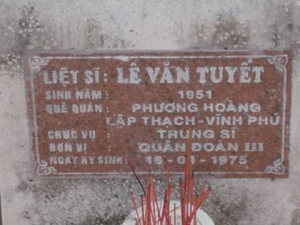 LIỆT SĨ: LÊ VĂN TUYẾT
SINH NĂM: 1951
QUÊ QUÁN: PHƯỢNG HOÀNG
LẬP THẠCH-VĨNH PHÚ
CHỨC VỤ: TRUNG SĨ
ĐƠN VỊ: QUÂN ĐOÀN III
NGÀY HY SINH: 16-01-1975